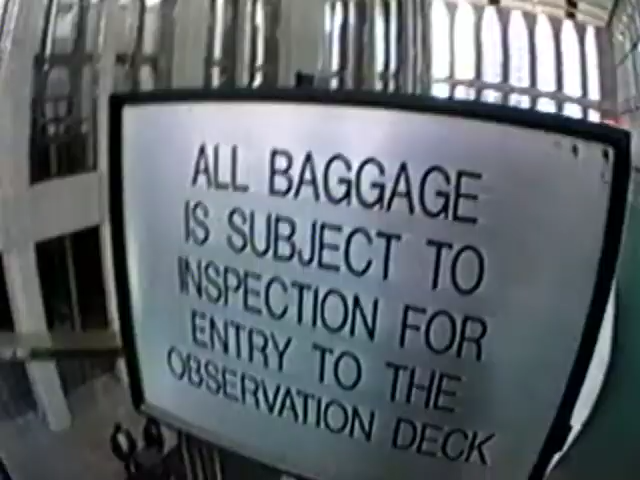 ALL BAGGAGE
IS SUBJECT TO
INSPECTION FOR
ENTRY TO THE
OBSERVATION DECK